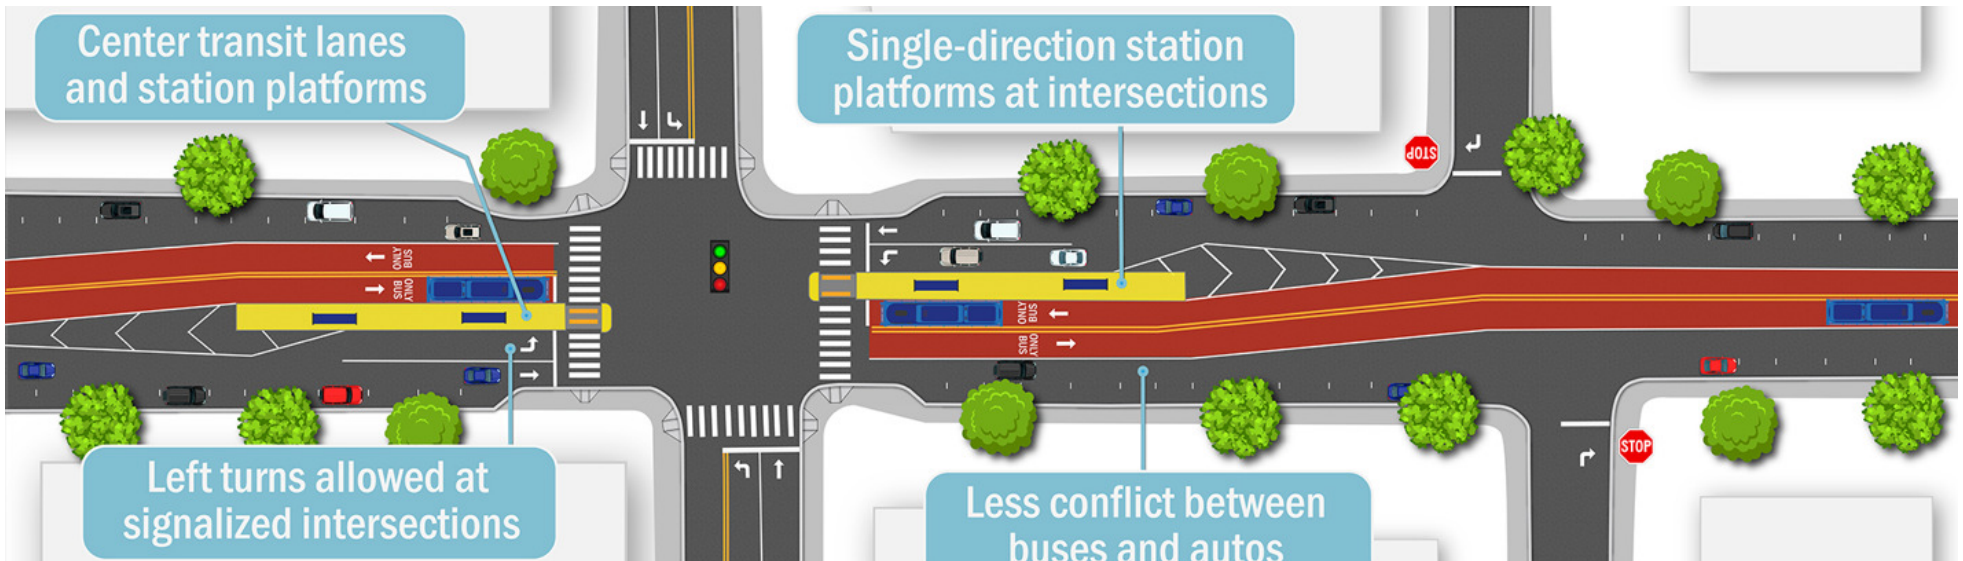 Center transit lanes
and station platforms
Single-direction station
platforms at intersections
STOP
ONLY
BUS
ONLY
BUS
ONLY
BUS
ONLY
BUS
Left turns allowed at
signalized intersections
Less conflict between
buses and autos
STOP